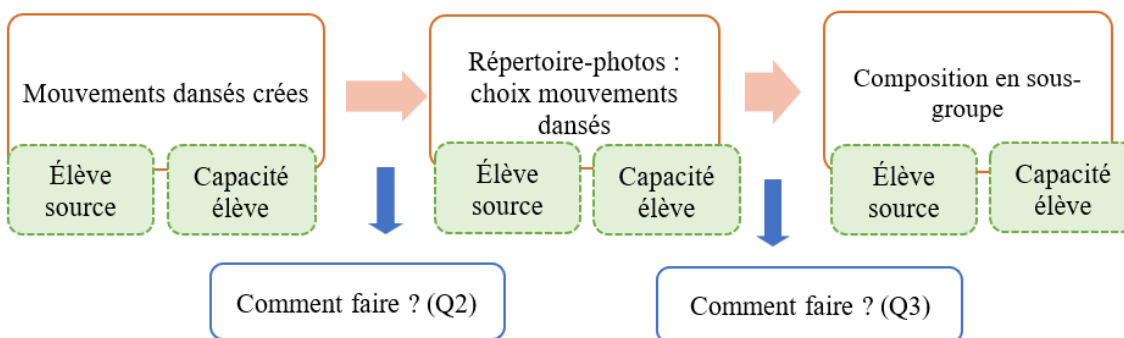 Mouvements dansés crées
Répertoire-photos :
choix mouvements
dansés
Composition en sous-
groupe
Élève
source
Capacité
élève
Élève
source
Capacité
élève
Élève
source
Capacité
élève
Comment faire ? (Q2)
Comment faire ? (Q3)